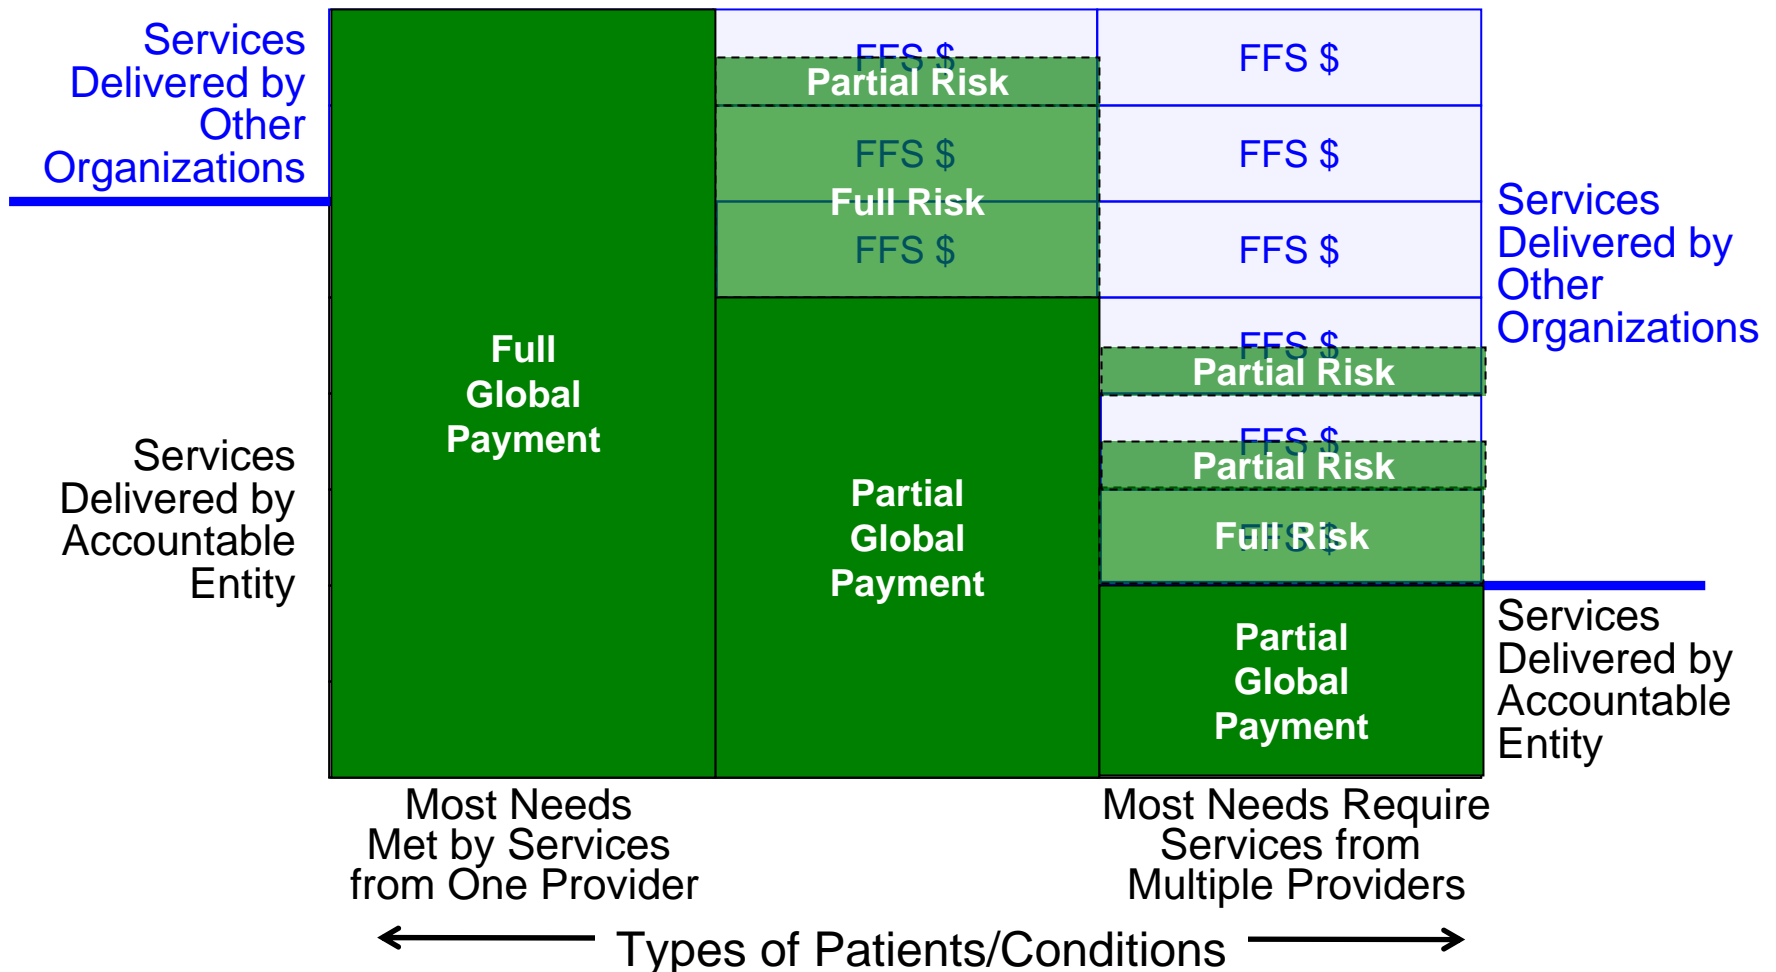 Services
Delivered by
Other
Organizations
Services
Delivered by
Accountable
Entity
Full
Global
Payment
FFS $
Partial Risk
FFS $
Full Risk
FFS $
Partial
Global
Payment
FFS $
FFS $
FFS $
FFS $
Partial Risk
FFS $
Partial Risk
FFS $
Full Risk
Partial
Global
Payment
Services
Delivered by
Other
Organizations
Services
Delivered by
Accountable
Entity
Most Needs
Met by Services
from One Provider
Most Needs Require
Services from
Multiple Providers
Types of Patients/Conditions